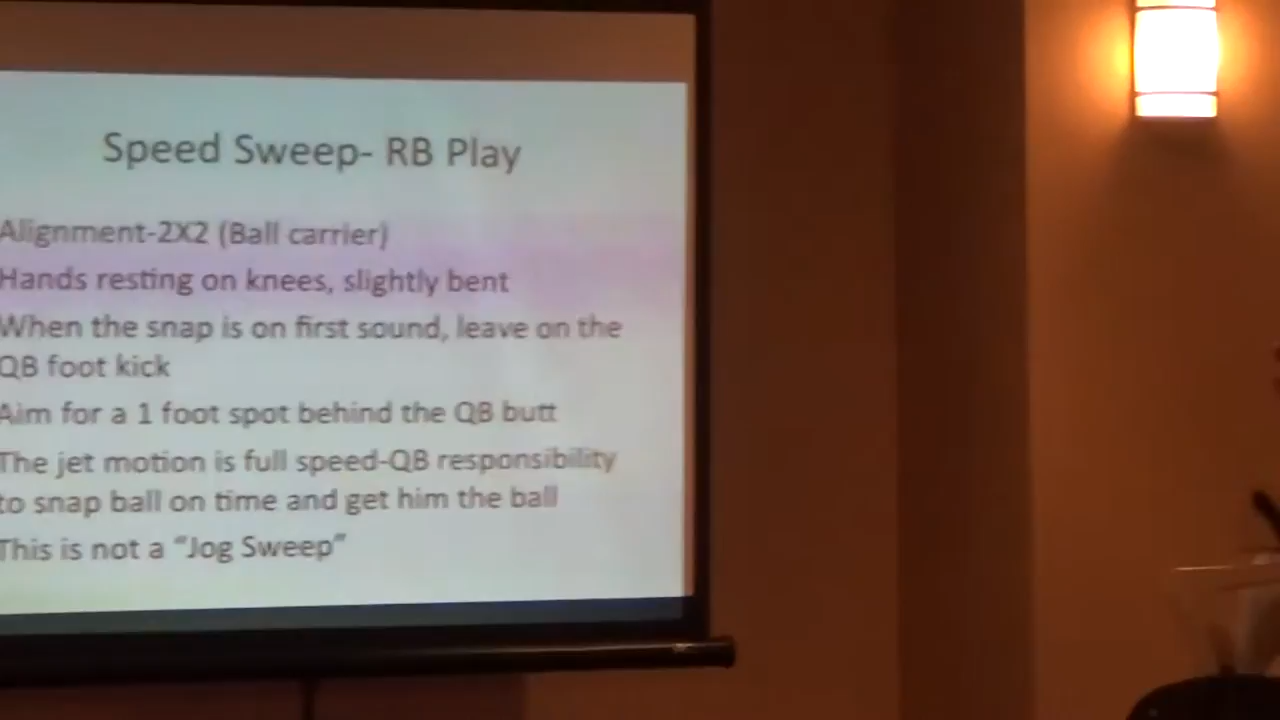 Speed Sweep- RB Play
Alignment-2X2 (Ball carrier)
Hands resting on knees, slightly bent
When the snap is on first sound, leave on the
QB foot kick
Aim for a 1 foot spot behind the QB butt
The jet motion is full speed-QB responsibility
to snap ball on time and get him the ball
This is not a “Jog Sweep”